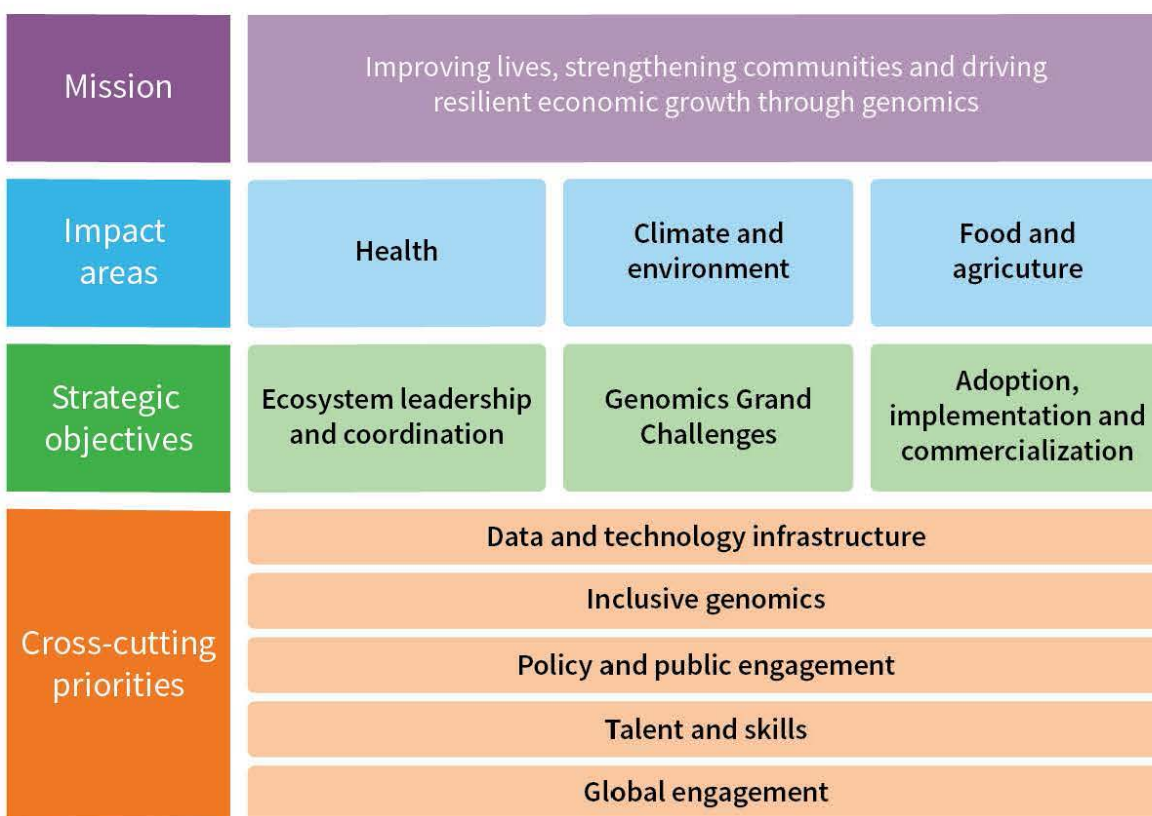 Mission
Improving lives, strengthening communities and driving
resilient economic growth through genomics
Impact
areas
Health
Climate and
environment
Food and
agricuture
Strategic
objectives
Ecosystem leadership
and coordination
Genomics Grand
Challenges
Adoption,
implementation and
commercialization
Cross-cutting
priorities
Data and technology infrastructure
Inclusive genomics
Policy and public engagement
Talent and skills
Global engagement